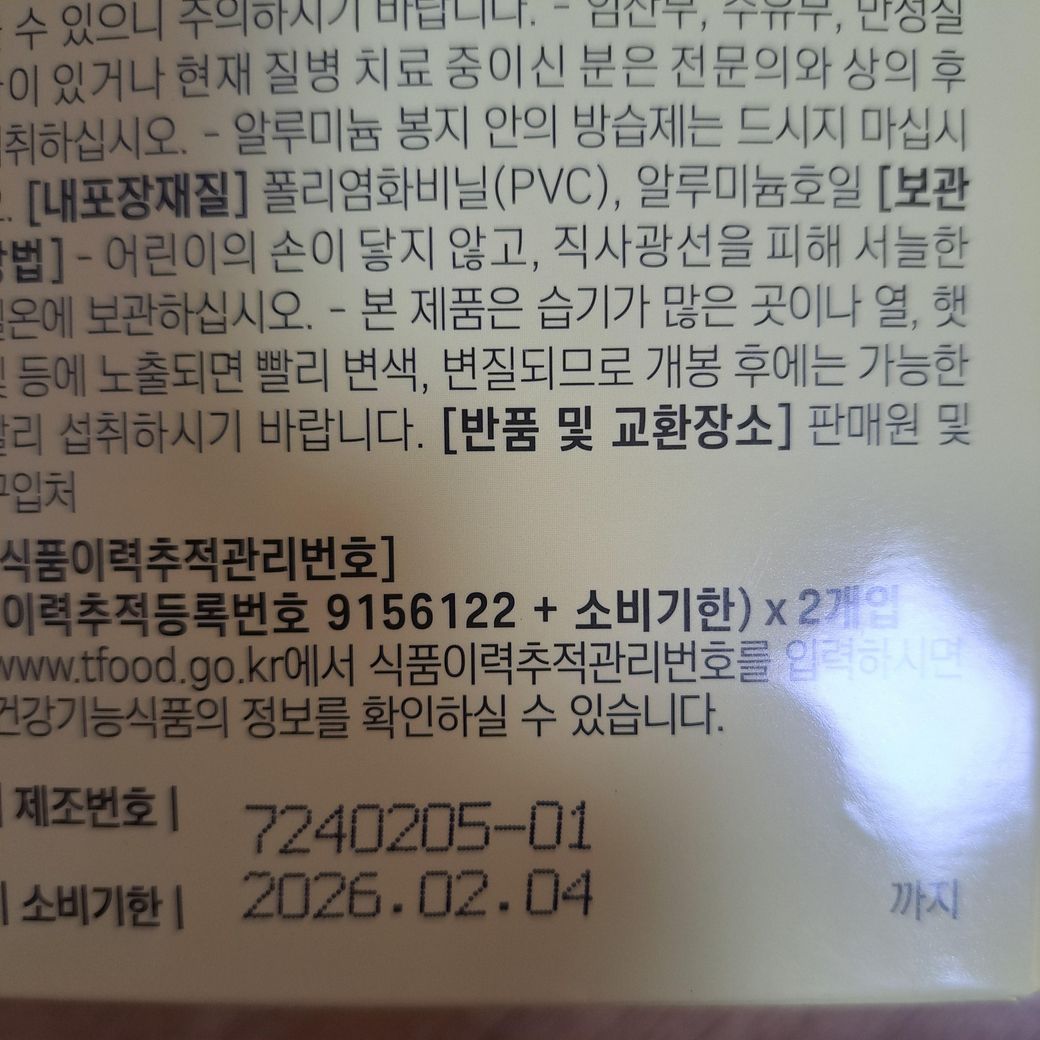 수 있으니 주의하시기 바랍니다. - 임산부, 수유부, 만성질
이 있거나 현재 질병 치료 중이신 분은 전문의와 상의 후
취하십시오. - 알루미늄 봉지 안의 방습제는 드시지 마십시
. [내포장재질] 폴리염화비닐(PVC), 알루미늄호일 [보관
법] - 어린이의 손이 닿지 않고, 직사광선을 피해 서늘한
온에 보관하십시오. - 본 제품은 습기가 많은 곳이나 열, 햇
등에 노출되면 빨리 변색, 변질되므로 개봉 후에는 가능한
빨리 섭취하시기 바랍니다. [반품 및 교환장소] 판매원 및
구입처
식품이력추적관리번호]
이력추적등록번호 9156122 + 소비기한) x 2개입
www.tfood.go.kr에서 식품이력추적관리번호를 입력하시면
건강기능식품의 정보를 확인하실 수 있습니다.
| 제조번호 | 7240205-01
| 소비기한 | 2026.02.04 까지